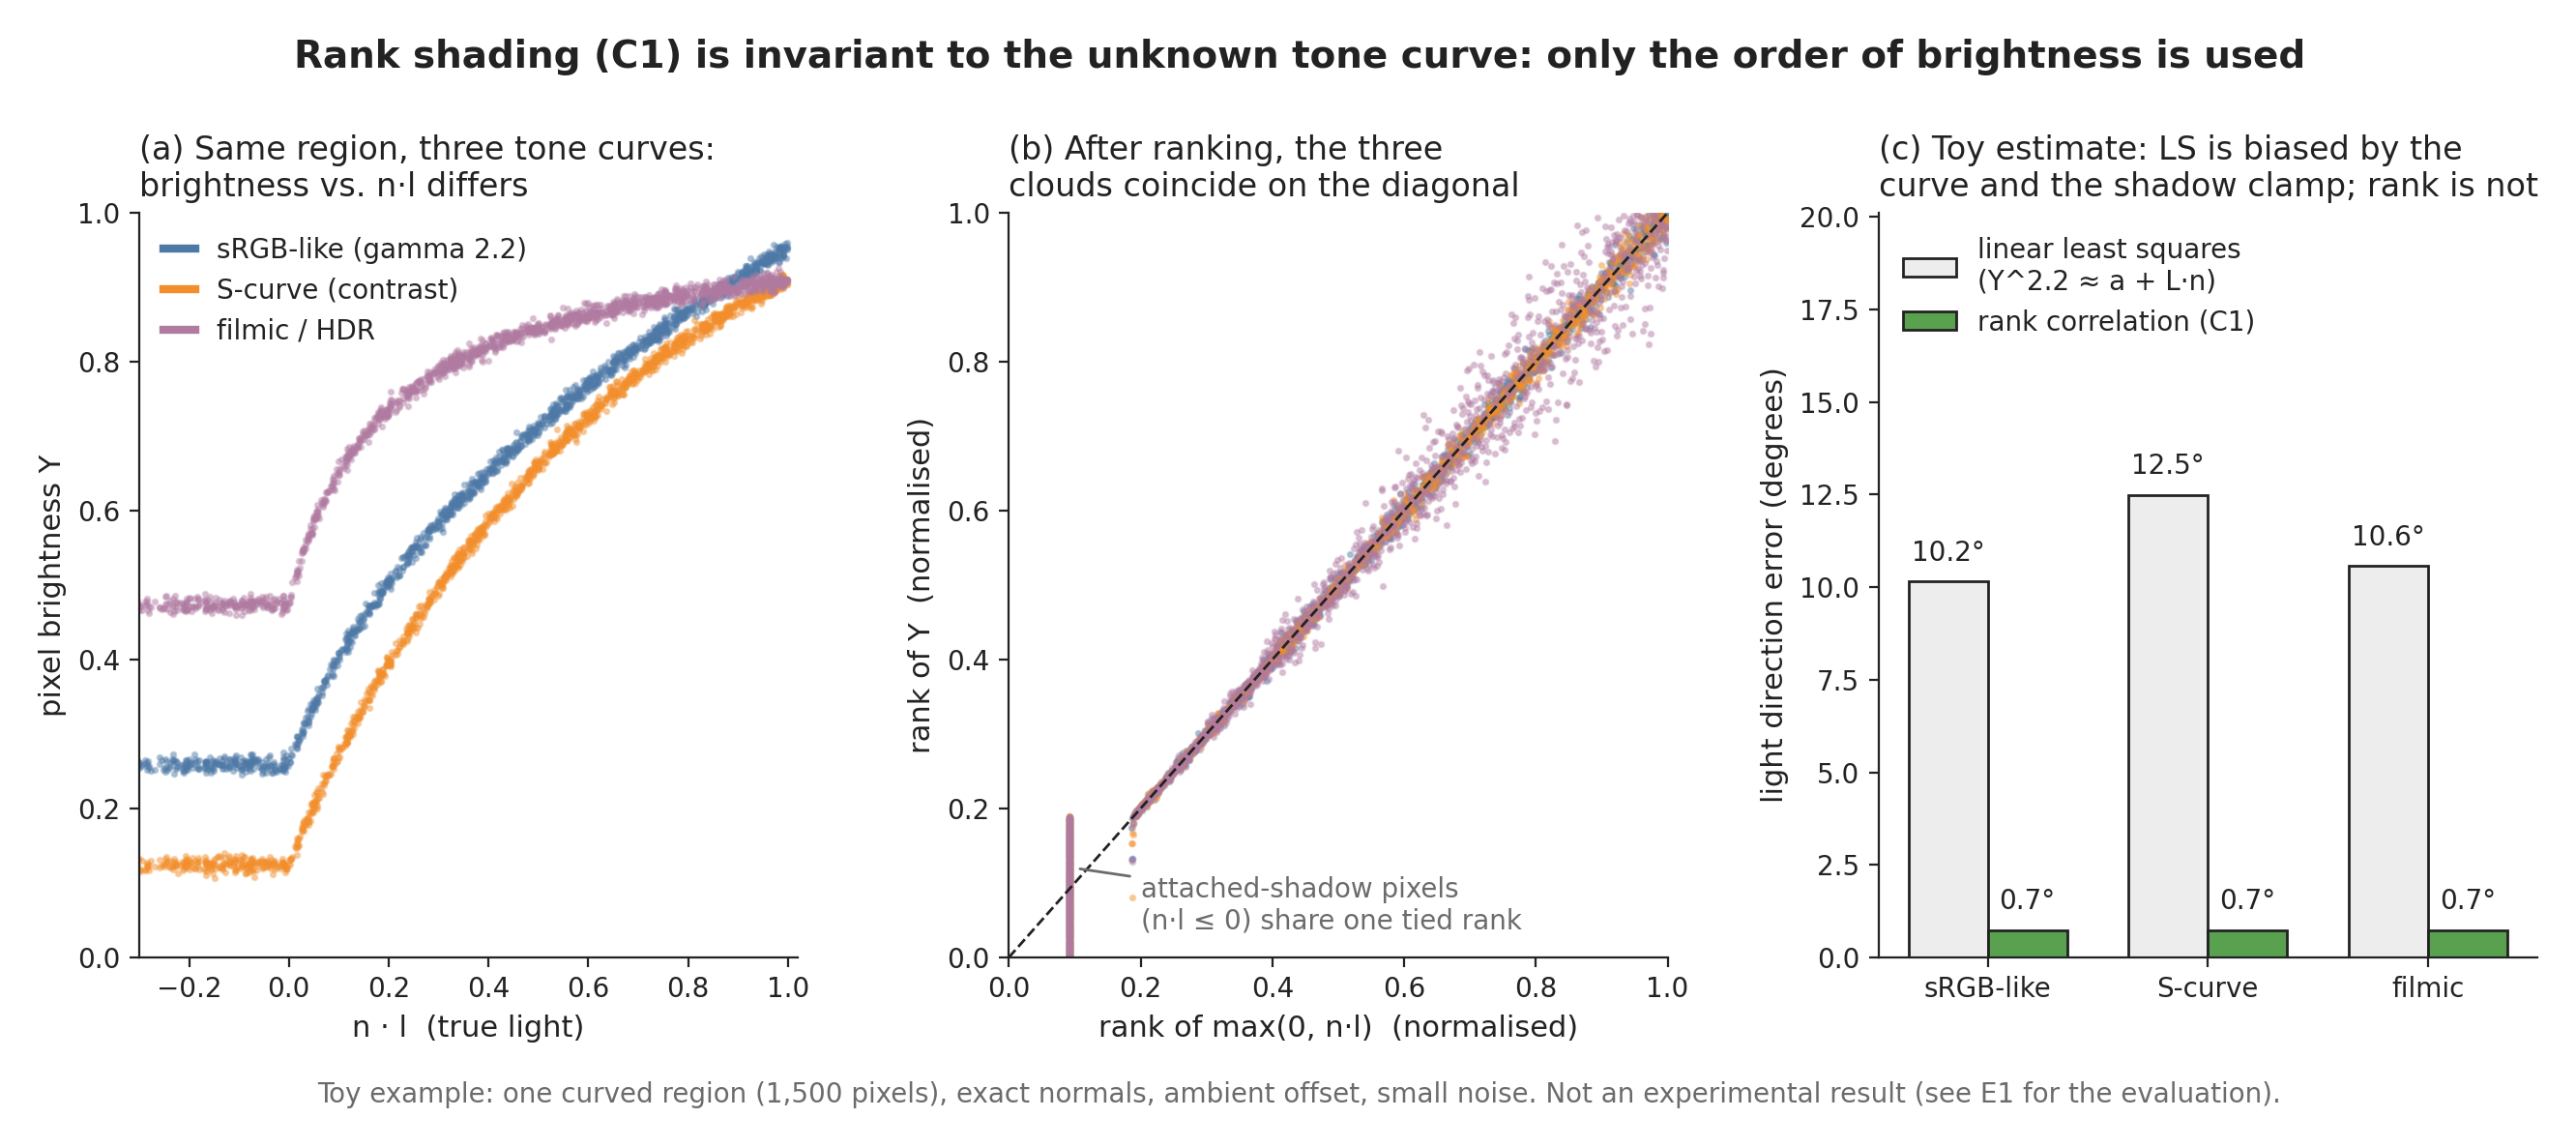 Rank shading (C1) is invariant to the unknown tone curve: only the order of brightness is used
(a) Same region, three tone curves:
brightness vs. n·l differs
1.0
0.8
0.6
0.4
0.2
0.0
pixel brightness Y
sRGB-like (gamma 2.2)
S-curve (contrast)
filmic / HDR
−0.2
0.0
0.2
0.4
0.6
0.8
1.0
n · l (true light)
(b) After ranking, the three
clouds coincide on the diagonal
1.0
0.8
0.6
0.4
0.2
0.0
rank of Y (normalised)
attached-shadow pixels
(n·l ≤ 0) share one tied rank
0.0
0.2
0.4
0.6
0.8
1.0
rank of max(0, n·l) (normalised)
(c) Toy estimate: LS is biased by the
curve and the shadow clamp; rank is not
20.0
17.5
15.0
12.5
10.0
7.5
5.0
2.5
0.0
light direction error (degrees)
linear least squares
(Y^2.2 ≈ a + L·n)
rank correlation (C1)
10.2°
0.7°
12.5°
0.7°
10.6°
0.7°
sRGB-like
S-curve
filmic
Toy example: one curved region (1,500 pixels), exact normals, ambient offset, small noise. Not an experimental result (see E1 for the evaluation).